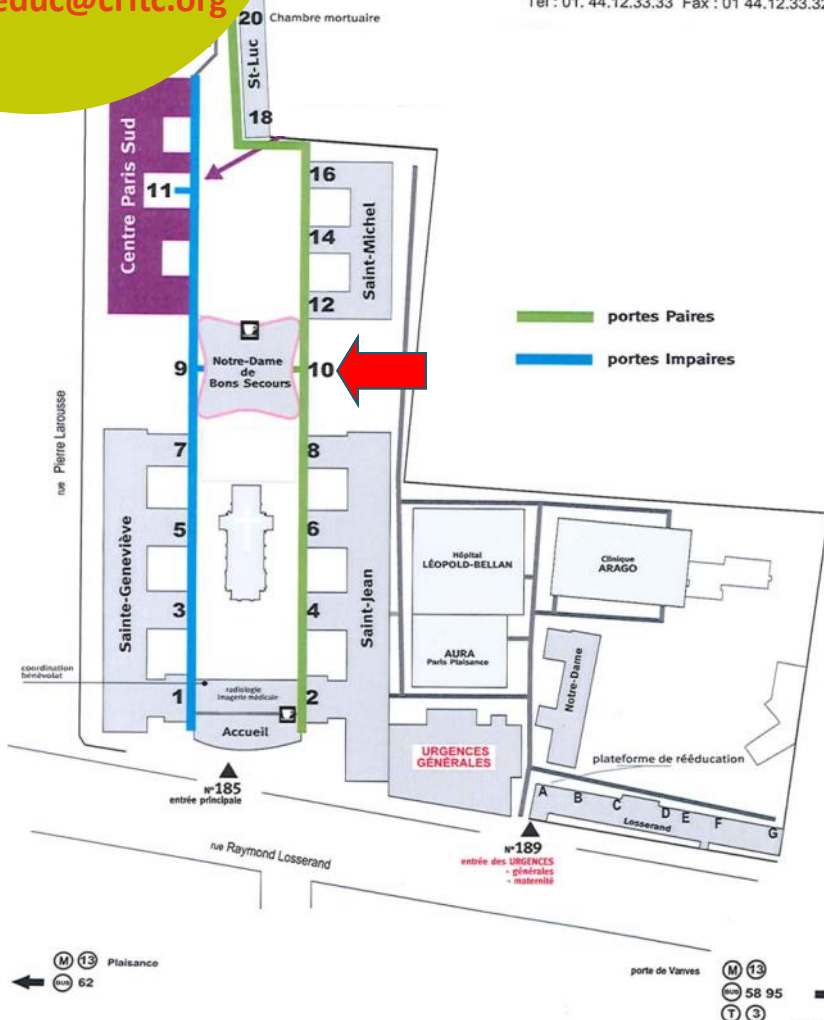 educ@crftc.org
Tel : 01. 44.12.33.33 Fax : 01 44.12.33.32
20 Chambre mortuaire
St-Luc
18
Centre Paris Sud
11
16
14
12
Saint-Michel
portes Paires
portes Impaires
9
Notre-Dame
de
Bons Secours
10
rue Pierre Larousse
7
8
5
6
3
4
Sainte-Geneviève
Saint-Jean
Hôpital
LÉOPOLD-BELLAN
Clinique
ARAGO
AURA
Paris Plaisance
Notre-Dame
coordination
bénévolat
1
radiologie
imagerie médicale
2
Accueil
URGENCES
GÉNÉRALES
plateforme de rééducation
A B C D E F G
Losserand
N°185
entrée principale
N°189
entrée des URGENCES
- générales
- maternité
rue Raymond Losserand
M 13 Plaisance
BUS 62
porte de Vanves M 13
BUS 58 95
T 3